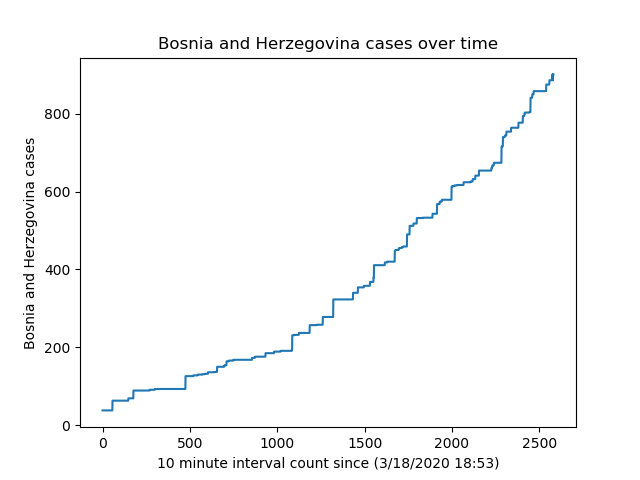 Bosnia and Herzegovina cases over time
800
600
400
200
0
Bosnia and Herzegovina cases
0 500 1000 1500 2000 2500
10 minute interval count since (3/18/2020 18:53)